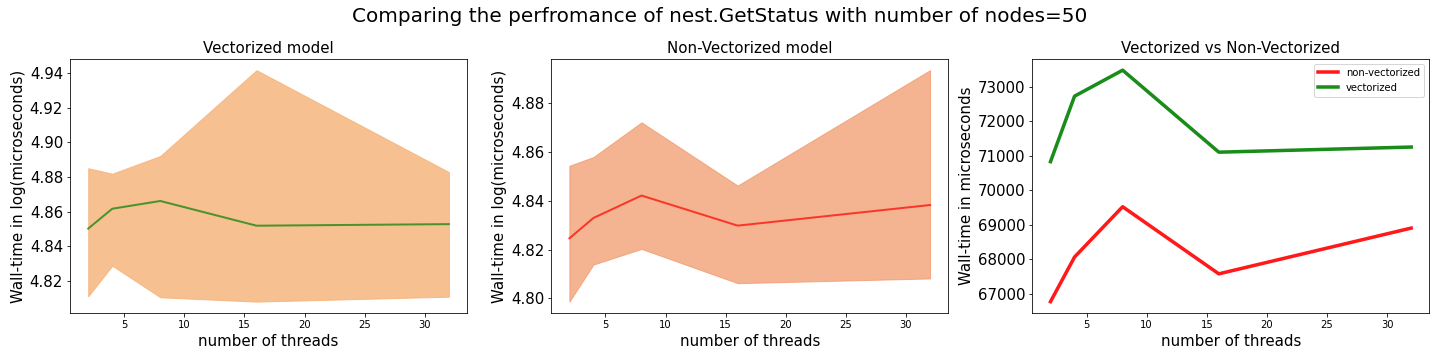 Comparing the perfromance of nest.GetStatus with number of nodes=50
Vectorized model
Wall-time in log(microseconds)
4.94
4.92
4.90
4.88
4.86
4.84
4.82
5 10 15 20 25 30
number of threads
Non-Vectorized model
Wall-time in log(microseconds)
4.88
4.86
4.84
4.82
4.80
5 10 15 20 25 30
number of threads
Vectorized vs Non-Vectorized
Wall-time in microseconds
73000
72000
71000
70000
69000
68000
67000
non-vectorized
vectorized
5 10 15 20 25 30
number of threads